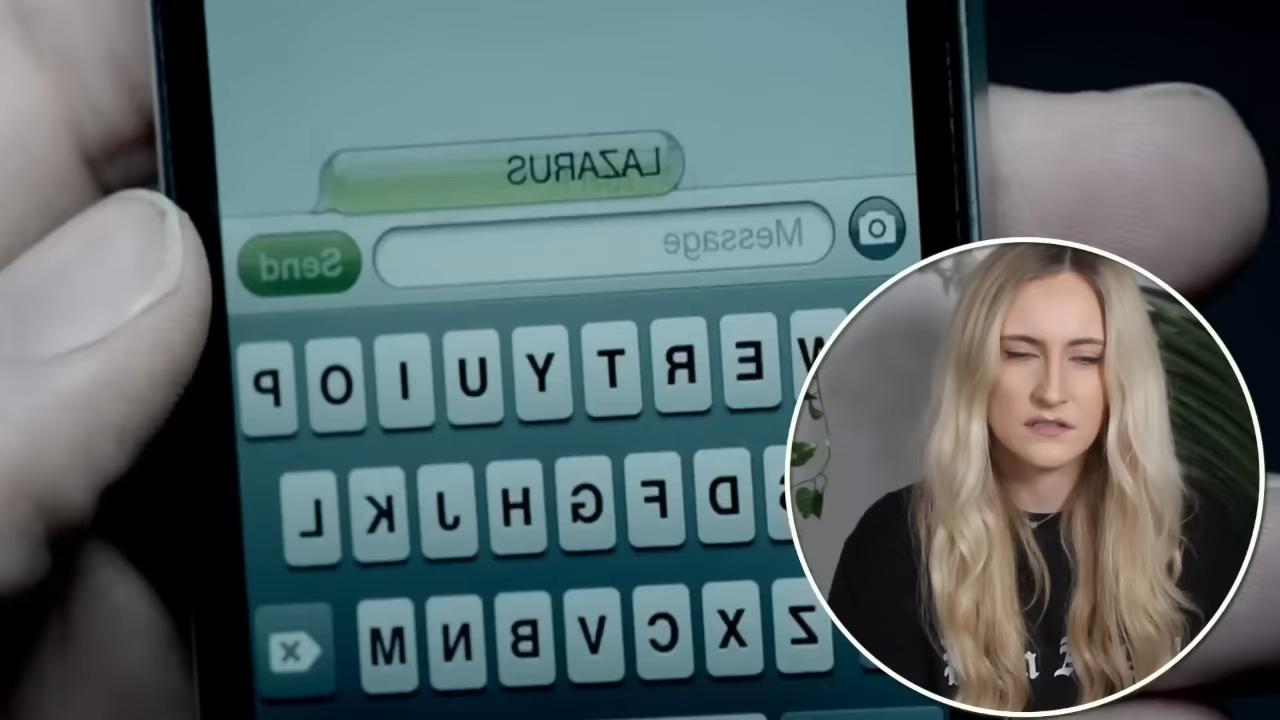 LAZARUS
Message Send
W E R T Y U I O P
S D F G H J K L
Z X C V B N M